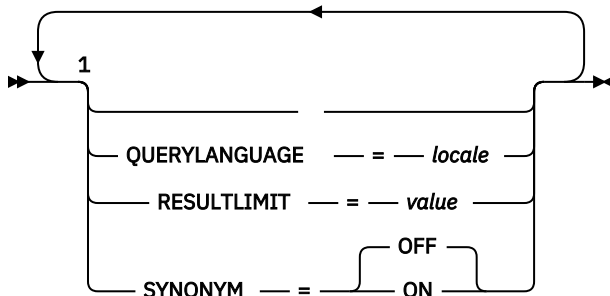 1
QUERYLANGUAGE = locale
RESULTLIMIT = value
OFF
SYNONYM = ON